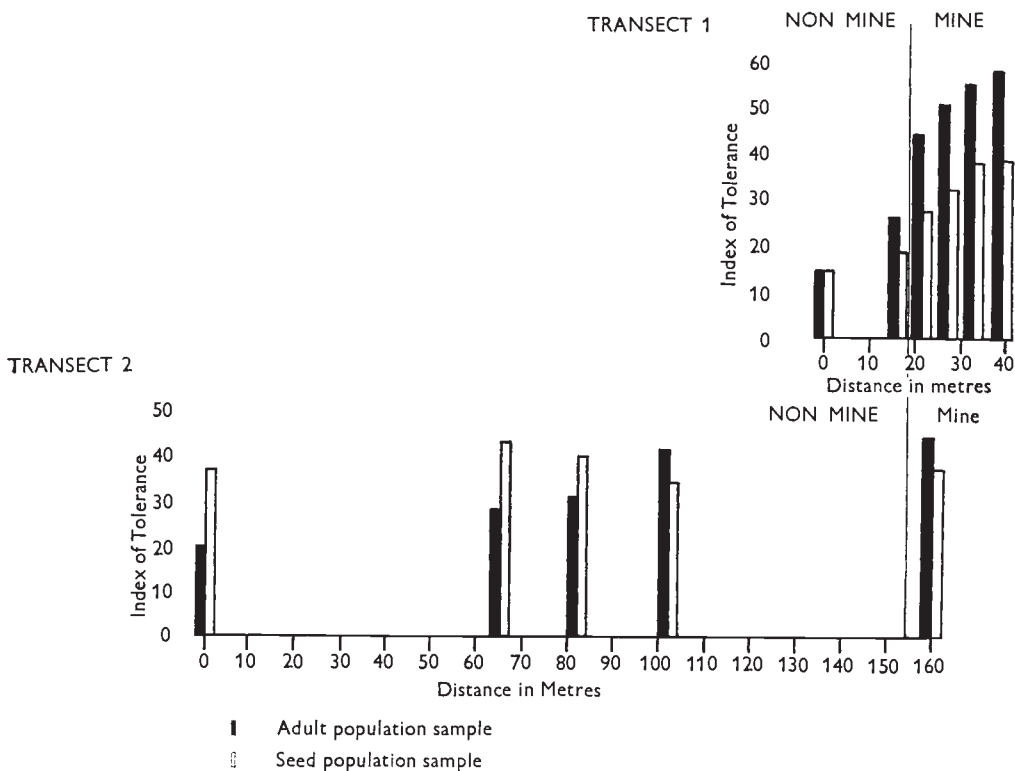 TRANSECT 1
NON MINE
MINE
Index of Tolerance
60
50
40
30
20
10
0
0 10 20 30 40
Distance in metres
TRANSECT 2
NON MINE
Mine
Index of Tolerance
50
40
30
20
10
0
0 10 20 30 40 50 60 70 80 90 100 110 120 130 140 150 160
Distance in Metres
Adult population sample
Seed population sample